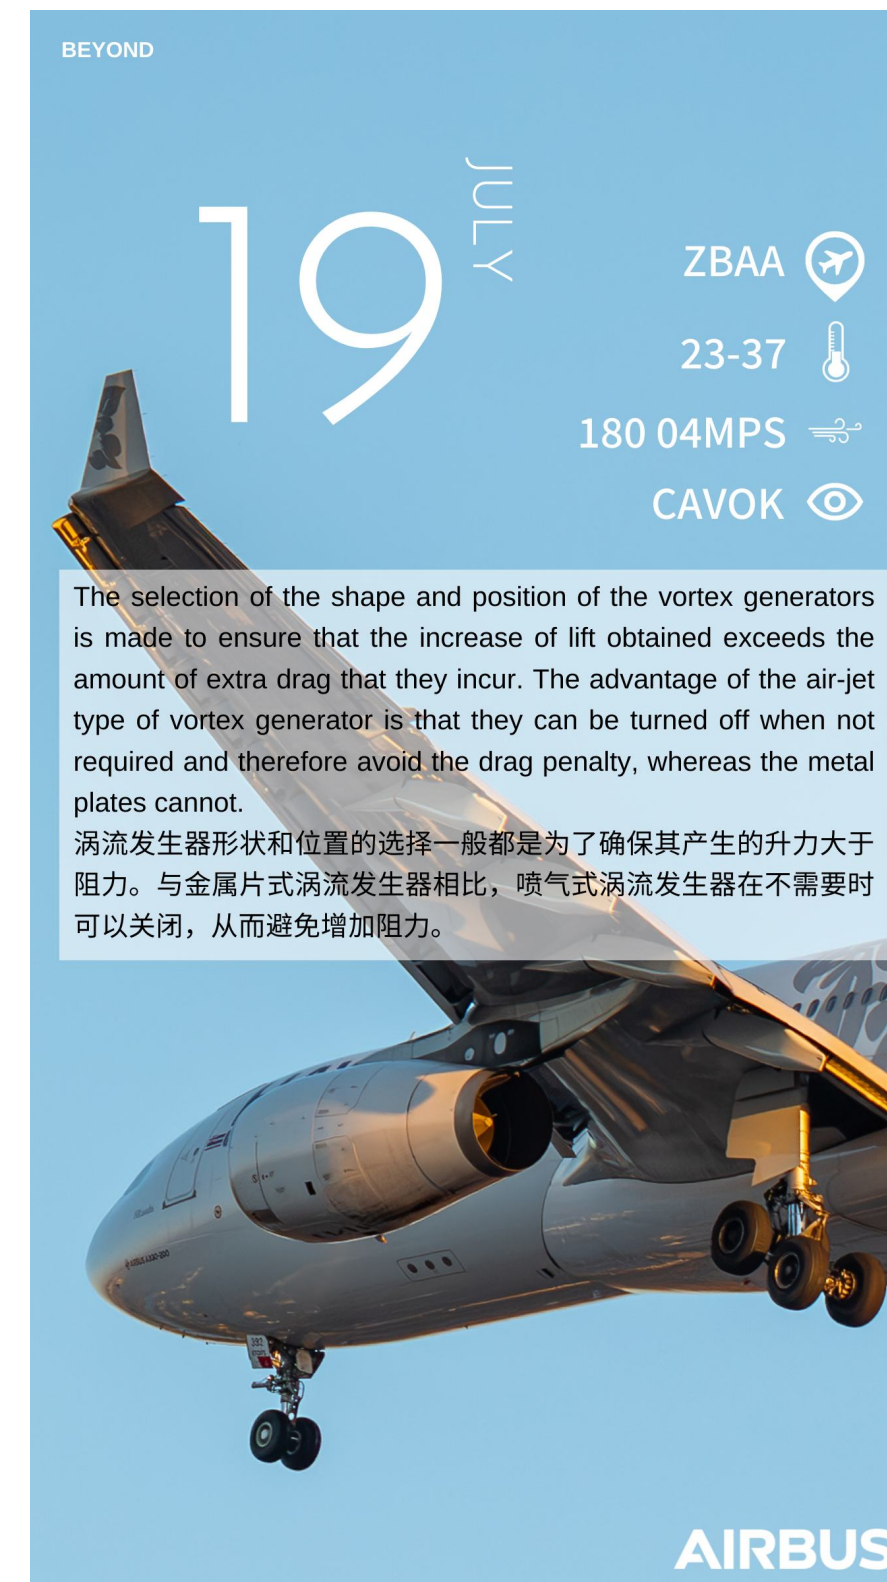 BEYOND
19
JULY
ZBAA
23-37
180 04MPS
CAVOK
The selection of the shape and position of the vortex generators
is made to ensure that the increase of lift obtained exceeds the
amount of extra drag that they incur. The advantage of the air-jet
type of vortex generator is that they can be turned off when not
required and therefore avoid the drag penalty, whereas the metal
plates cannot.
涡流发生器形状和位置的选择一般都是为了确保其产生的升力大于
阻力。与金属片式涡流发生器相比，喷气式涡流发生器在不需要时
可以关闭，从而避免增加阻力。
AIRBUS